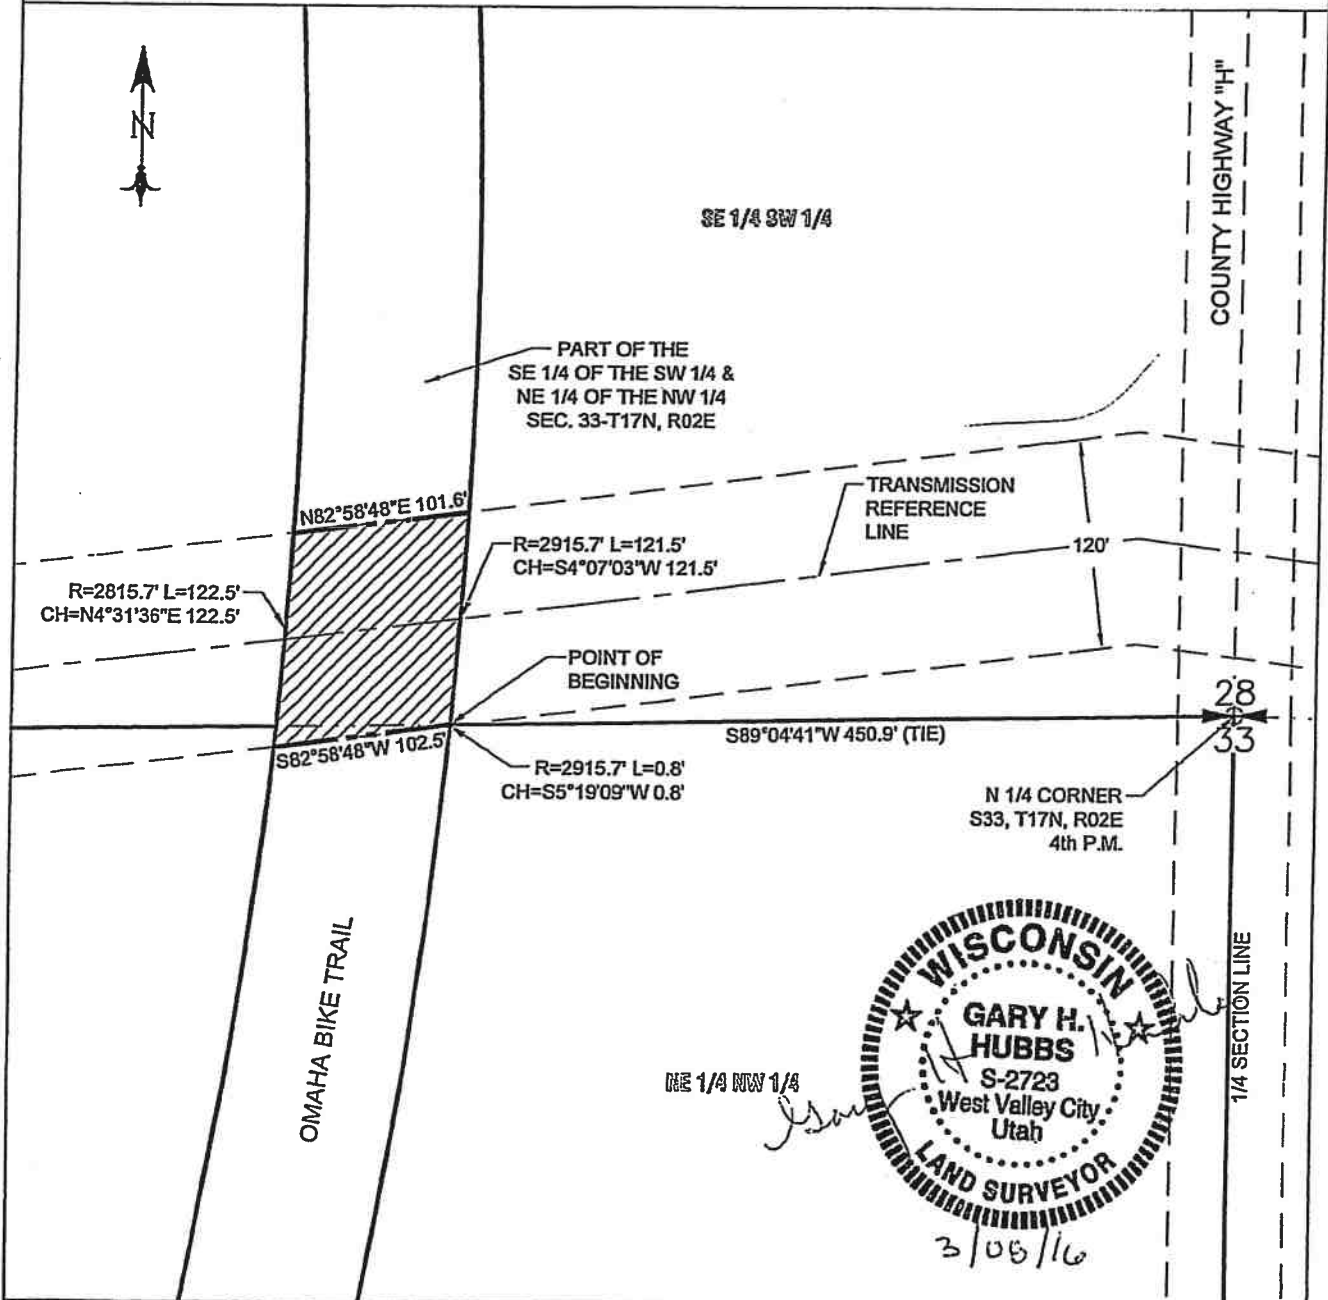 N
COUNTY HIGHWAY "H"
SE 1/4 SW 1/4
PART OF THE
SE 1/4 OF THE SW 1/4 &
NE 1/4 OF THE NW 1/4
SEC. 33-T17N, R02E
N82°58'48"E 101.6'
TRANSMISSION
REFERENCE
LINE
120'
R=2915.7' L=121.5'
CH=S4°07'03"W 121.5'
R=2815.7' L=122.5'
CH=N4°31'36"E 122.5'
POINT OF
BEGINNING
28
33
S89°04'41"W 450.9' (TIE)
S82°58'48"W 102.5'
R=2915.7' L=0.8'
CH=S5°19'09"W 0.8'
N 1/4 CORNER
S33, T17N, R02E
4th P.M.
OMAHA BIKE TRAIL
1/4 SECTION LINE
NE 1/4 NW 1/4
WISCONSIN
GARY H.
HUBBS
S-2723
West Valley City
Utah
LAND SURVEYOR
Gary H
3/08/16